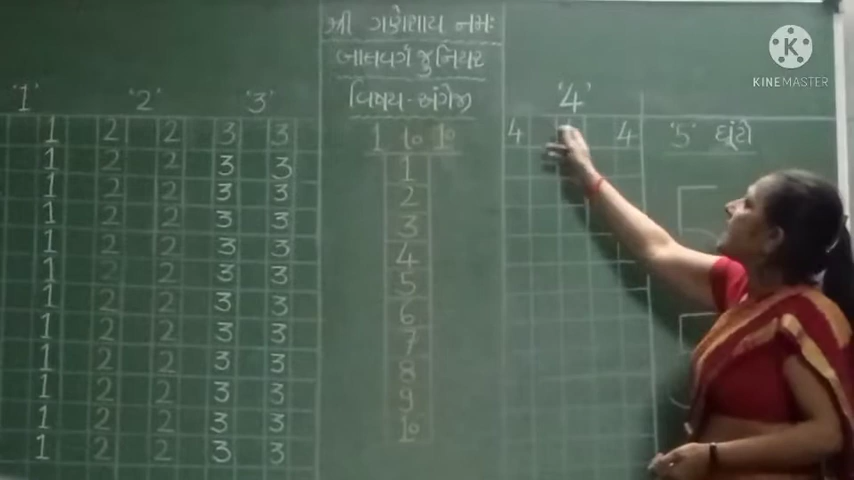 શ્રી ગણેશાય નમઃ
બાલવર્ગ જુનિયર
વિષય - અંગ્રેજી
1 to 10
1
2
3
4
5
6
7
8
9
10
'1' '2' '3'
1 2 2 3 3
1 2 2 3 3
1 2 2 3 3
1 2 2 3 3
1 2 2 3 3
1 2 2 3 3
1 2 2 3 3
1 2 2 3 3
1 2 2 3 3
1 2 2 3 3
1 2 2 3 3
1 2 2 3 3
'4'
4 4
'5' ઘૂંટો
5
5
K
KINEMASTER